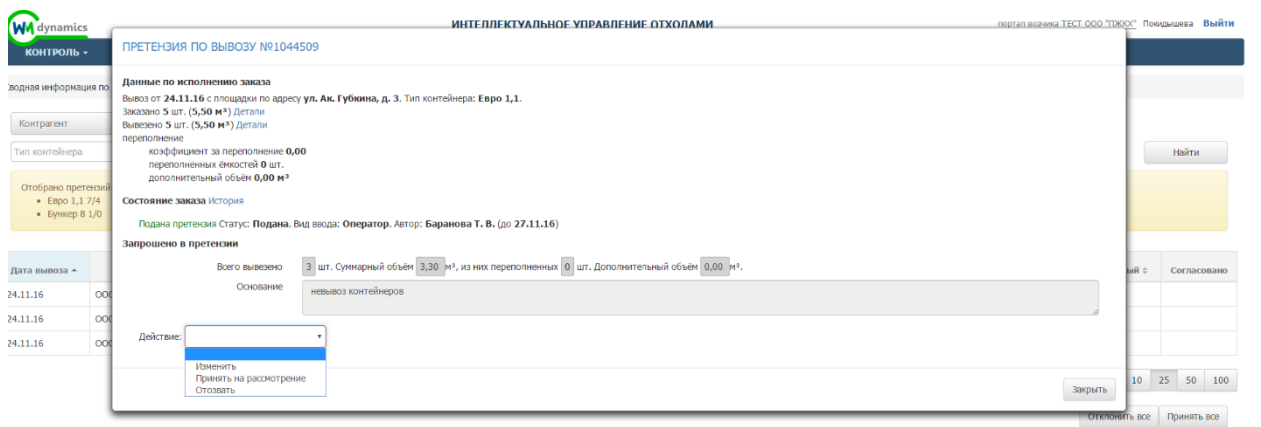 WM dynamics
ИНТЕЛЛЕКТУАЛЬНОЕ УПРАВЛЕНИЕ ОТХОДАМИ
портал возчика ТЕСТ ООО "ПЖКХ" Покидышева Выйти
КОНТРОЛЬ
ПРЕТЕНЗИЯ ПО ВЫВОЗУ №1044509
Сводная информация по
Данные по исполнению заказа
Вывоз от 24.11.16 с площадки по адресу ул. Ак. Губкина, д. 3. Тип контейнера: Евро 1,1.
Заказано 5 шт. (5,50 м³) Детали
Вывезено 5 шт. (5,50 м³) Детали
переполнение
коэффициент за переполнение 0,00
переполненных ёмкостей 0 шт.
дополнительный объём 0,00 м³
Контрагент
Тип контейнера
Найти
Отобрано претензий
• Евро 1,1 7/4
• Бункер 8 1/0
Состояние заказа История
Подана претензия Статус: Подана. Вид ввода: Оператор. Автор: Баранова Т. В. (до 27.11.16)
Запрошено в претензии
Всего вывезено 3 шт. Суммарный объём 3,30 м³, из них переполненных 0 шт. Дополнительный объём 0,00 м³.
Основание невывоз контейнеров
Дата вывоза
ый Согласовано
24.11.16 ООО
24.11.16 ООО
24.11.16 ООО
Действие:
Изменить
Принять на рассмотрение
Отозвать
Закрыть
10 25 50 100
Отклонить все Принять все